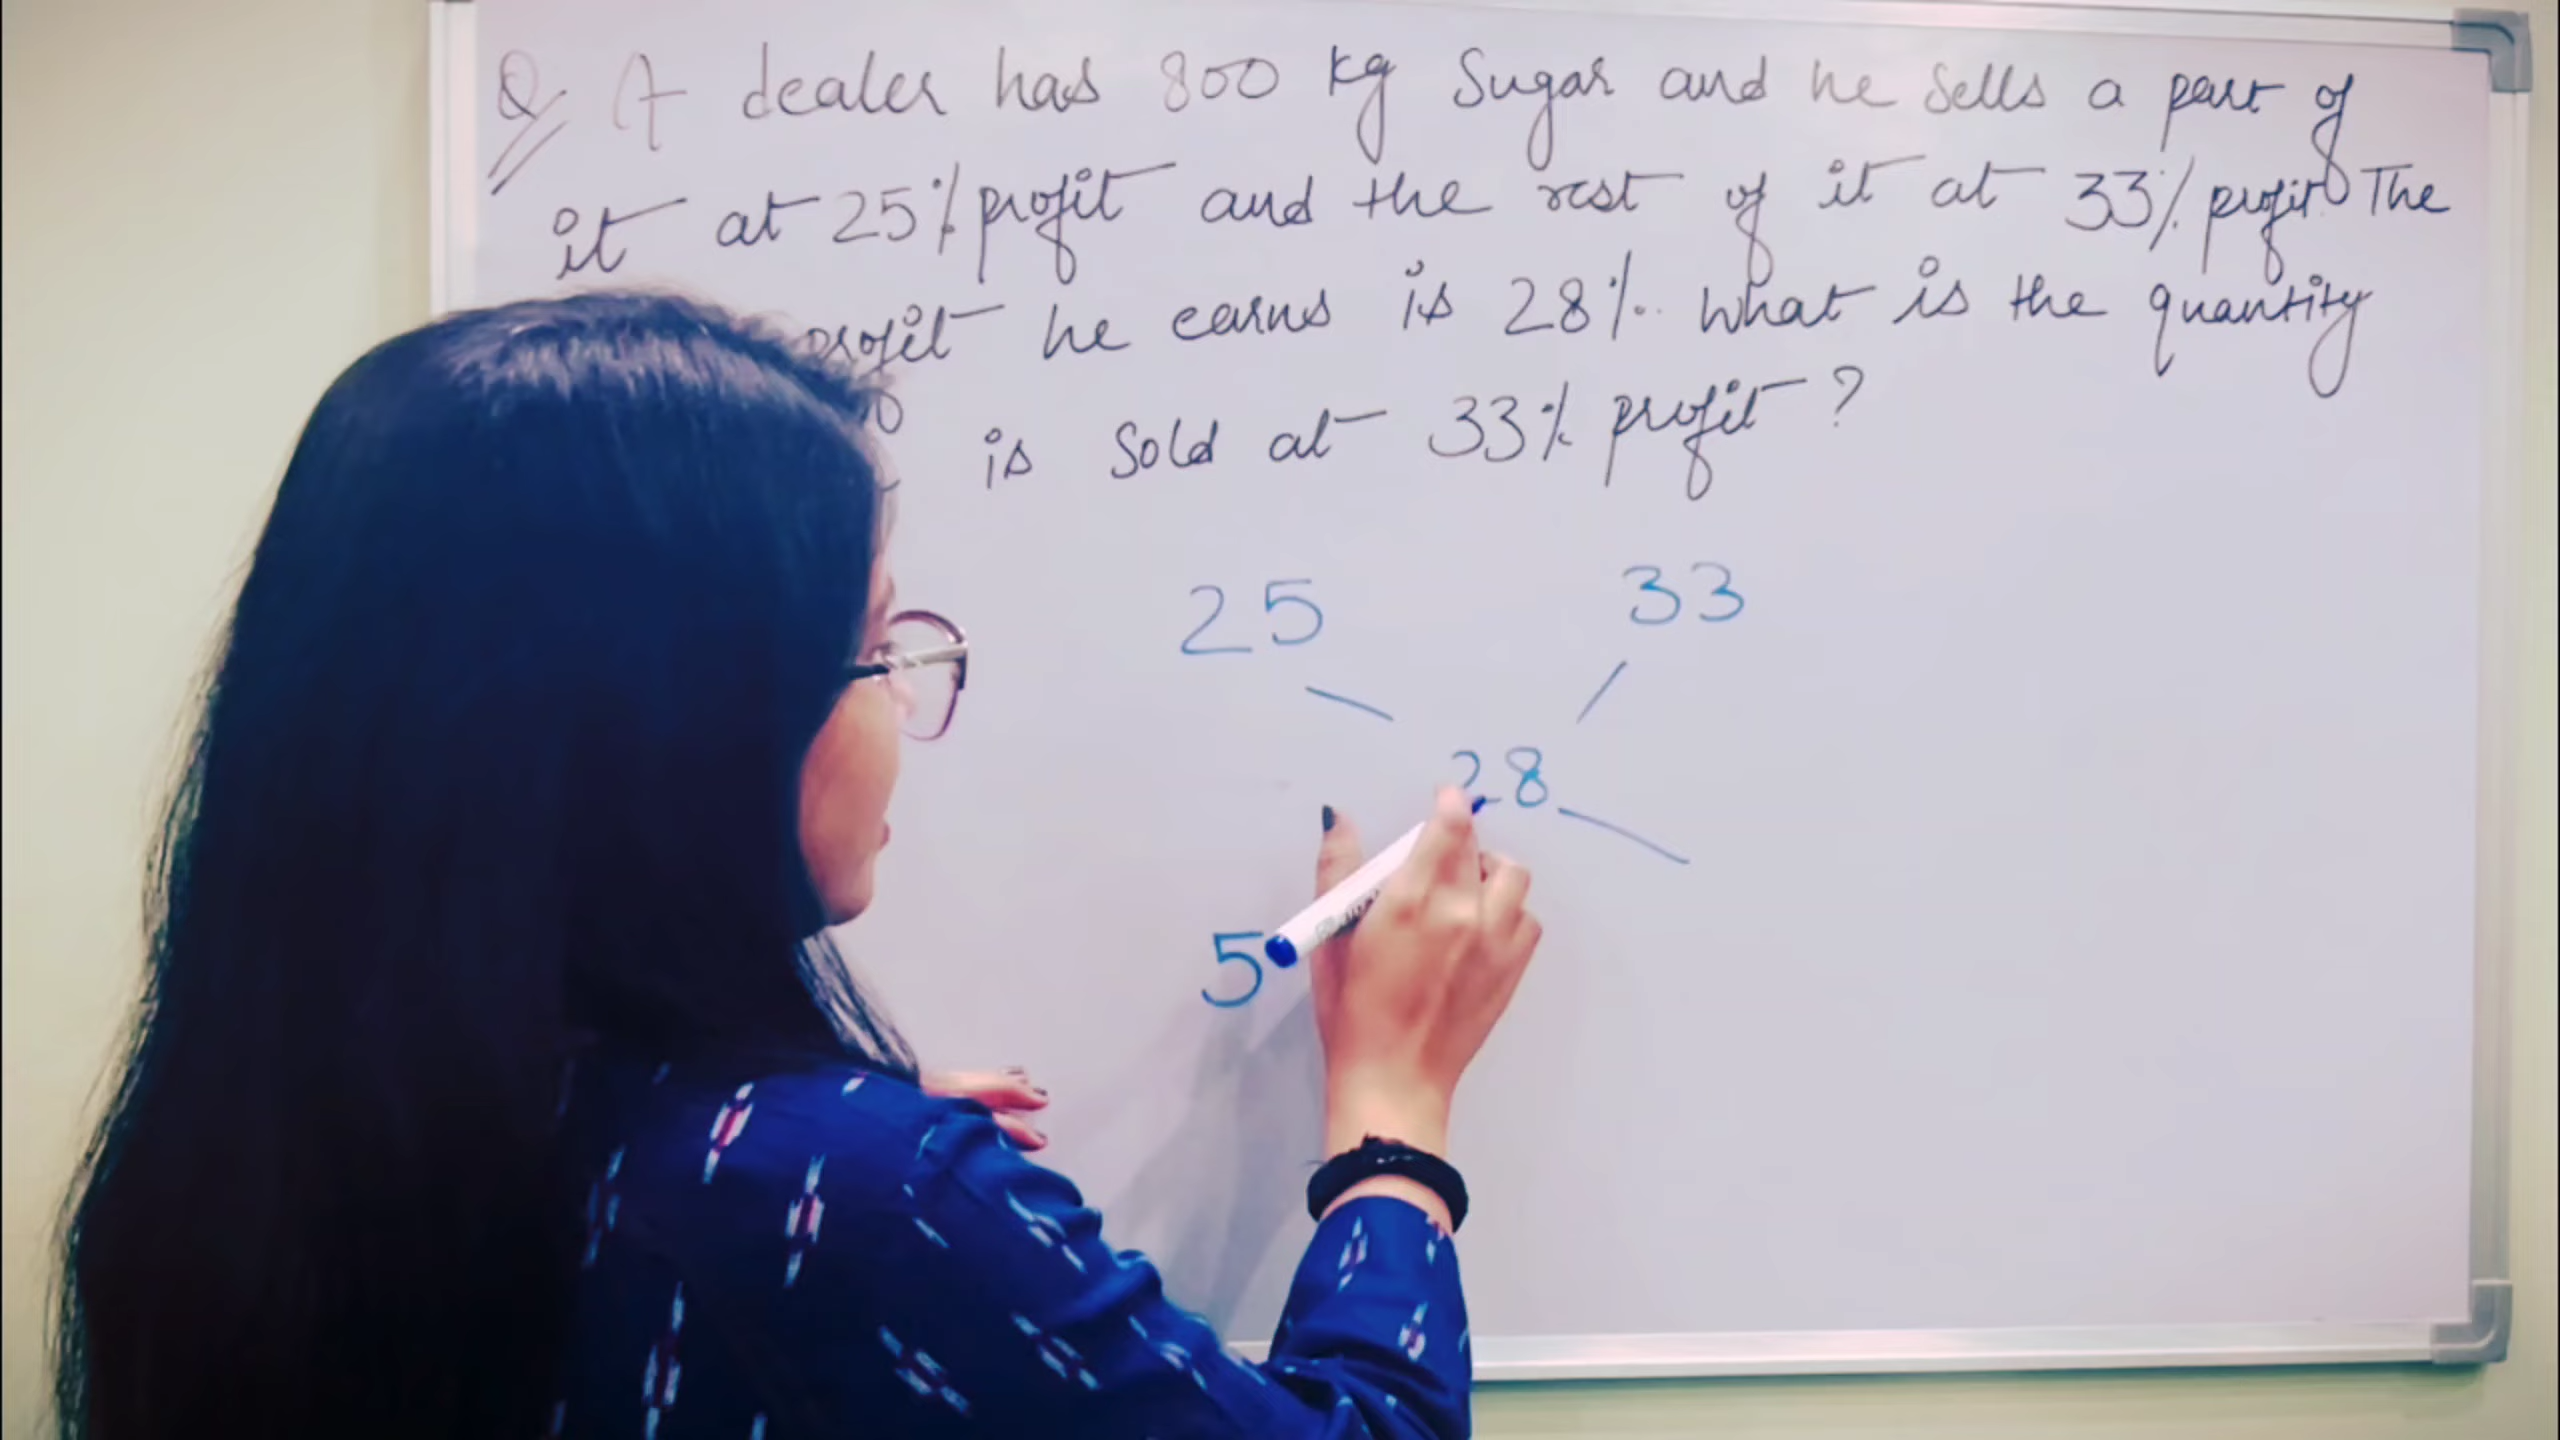 Q A dealer has 800 kg Sugar and he Sells a part of
it at 25% profit and the rest of it at 33% profit The
profit he earns is 28%. What is the quantity
is Sold at 33% profit ?
25 33
28
5